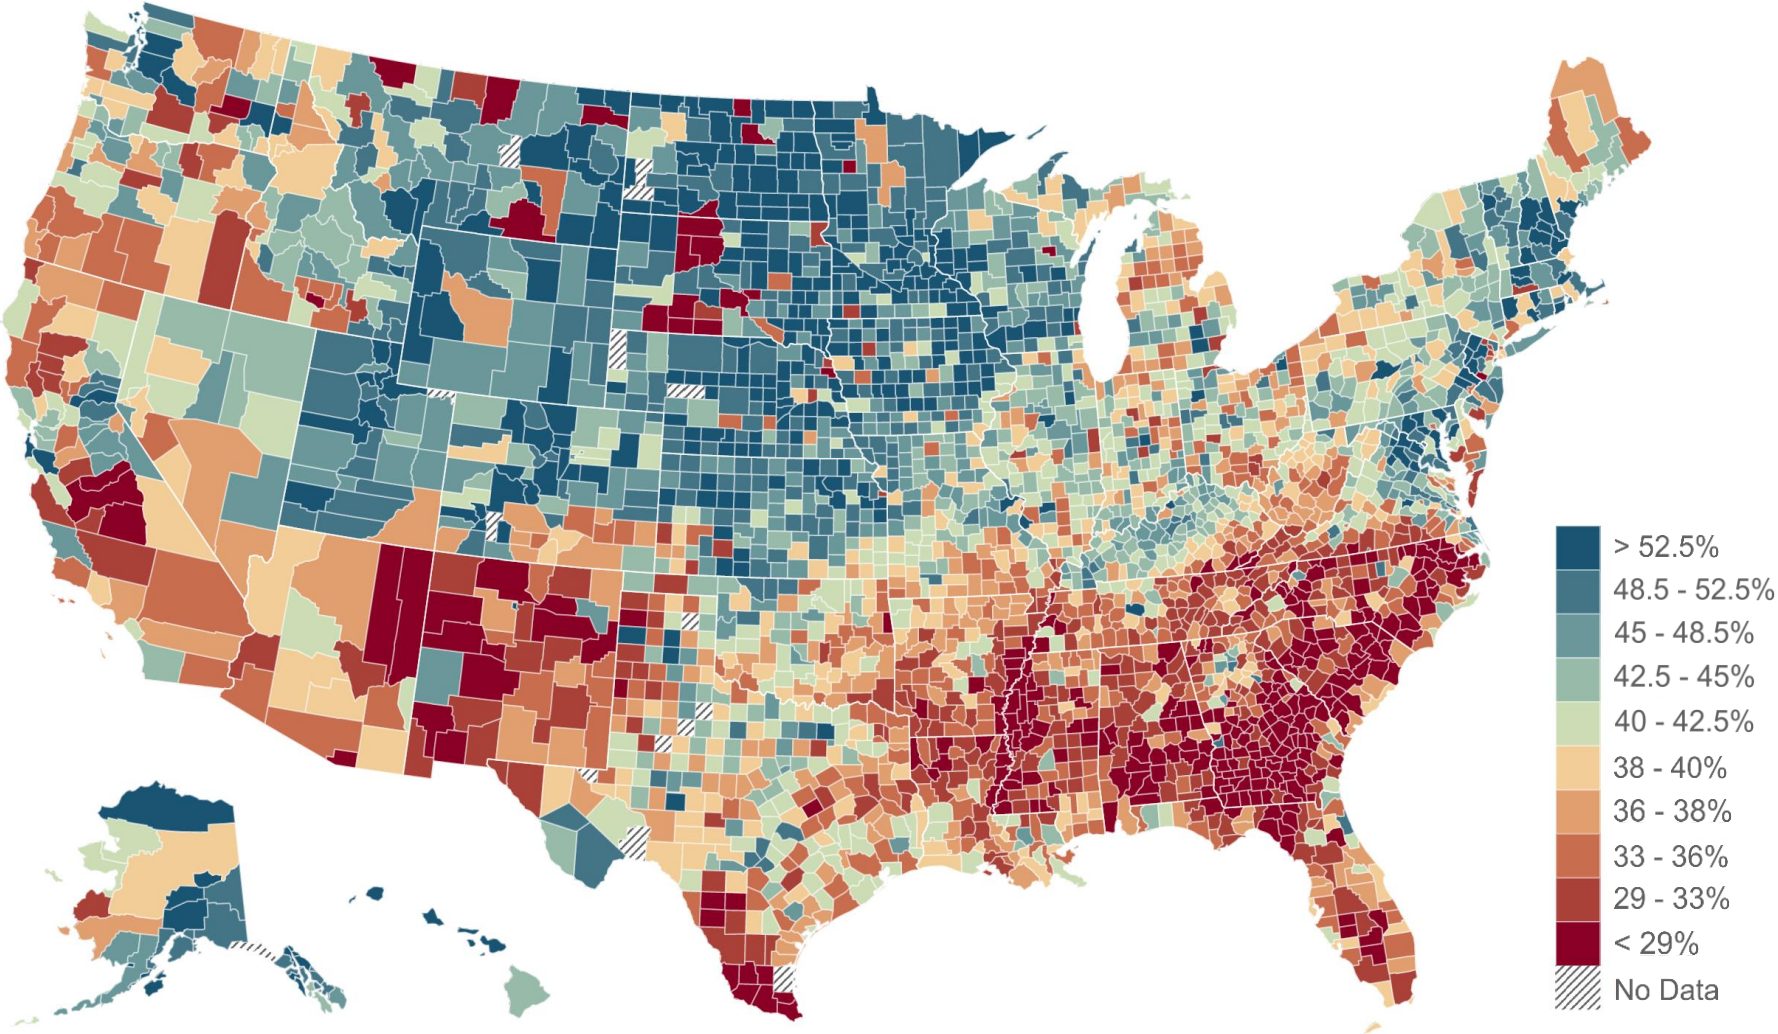 > 52.5%
48.5 - 52.5%
45 - 48.5%
42.5 - 45%
40 - 42.5%
38 - 40%
36 - 38%
33 - 36%
29 - 33%
< 29%
No Data